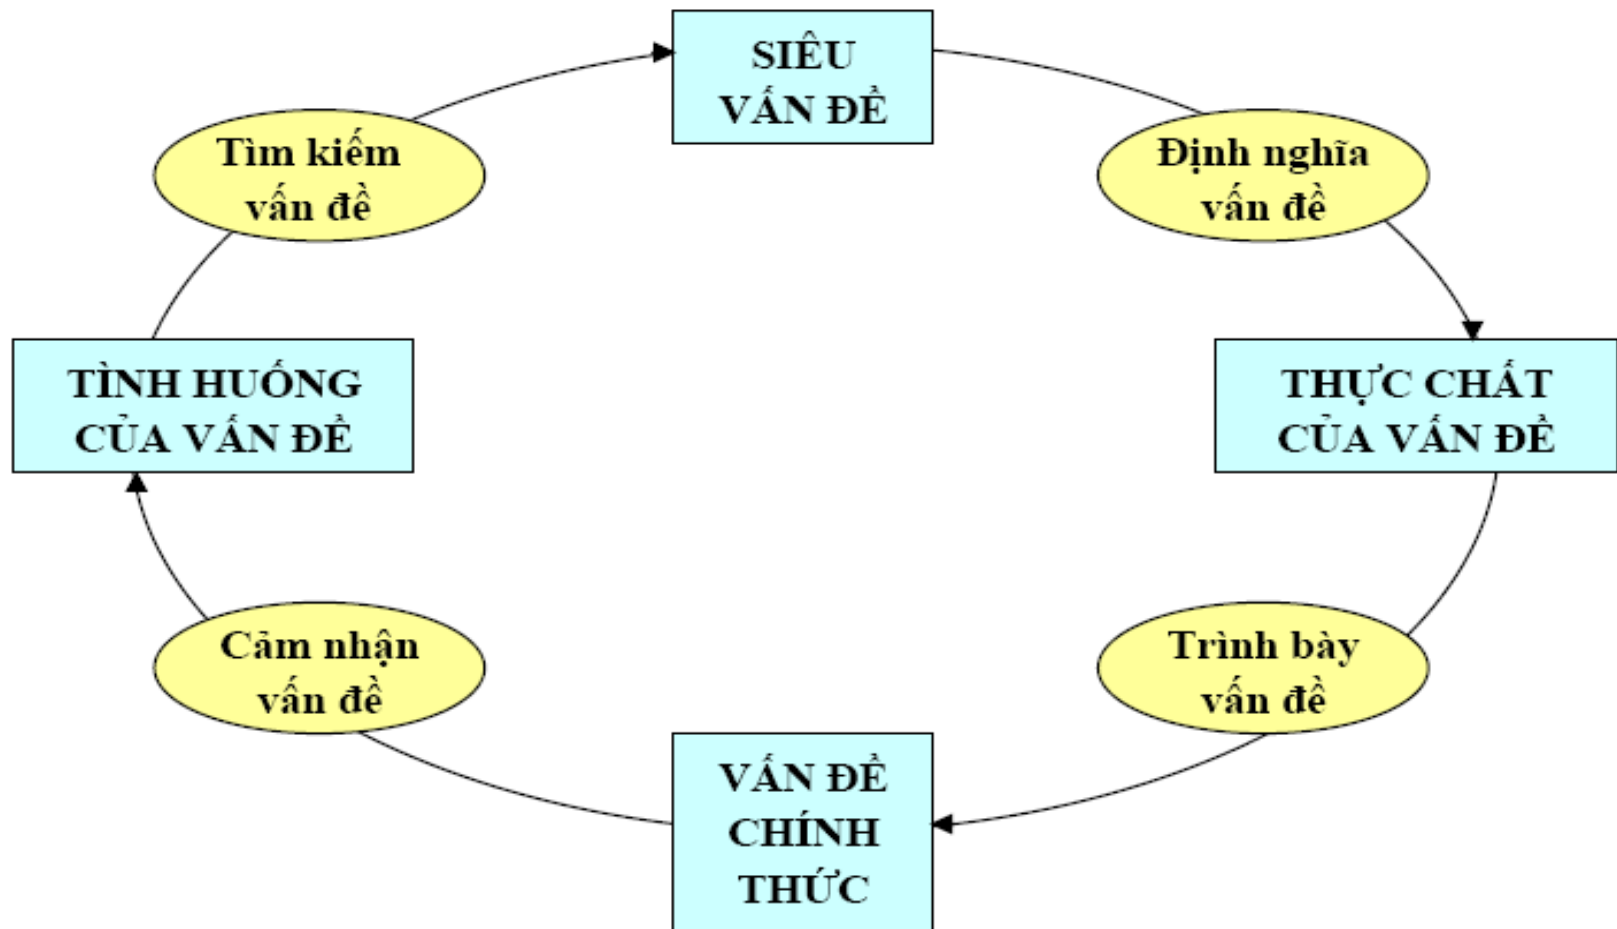 SIÊU
VẤN ĐỀ
Tìm kiếm
vấn đề
Định nghĩa
vấn đề
TÌNH HUỐNG
CỦA VẤN ĐỀ
THỰC CHẤT
CỦA VẤN ĐỀ
Cảm nhận
vấn đề
Trình bày
vấn đề
VẤN ĐỀ
CHÍNH
THỨC